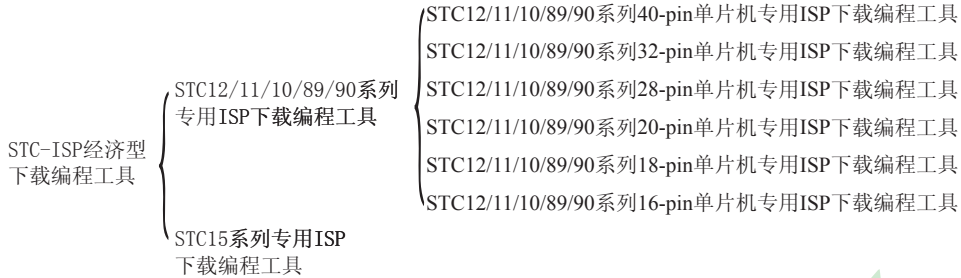 STC-ISP经济型
下载编程工具
STC12/11/10/89/90系列
专用ISP下载编程工具
STC12/11/10/89/90系列40-pin单片机专用ISP下载编程工具
STC12/11/10/89/90系列32-pin单片机专用ISP下载编程工具
STC12/11/10/89/90系列28-pin单片机专用ISP下载编程工具
STC12/11/10/89/90系列20-pin单片机专用ISP下载编程工具
STC12/11/10/89/90系列18-pin单片机专用ISP下载编程工具
STC12/11/10/89/90系列16-pin单片机专用ISP下载编程工具
STC15系列专用ISP
下载编程工具